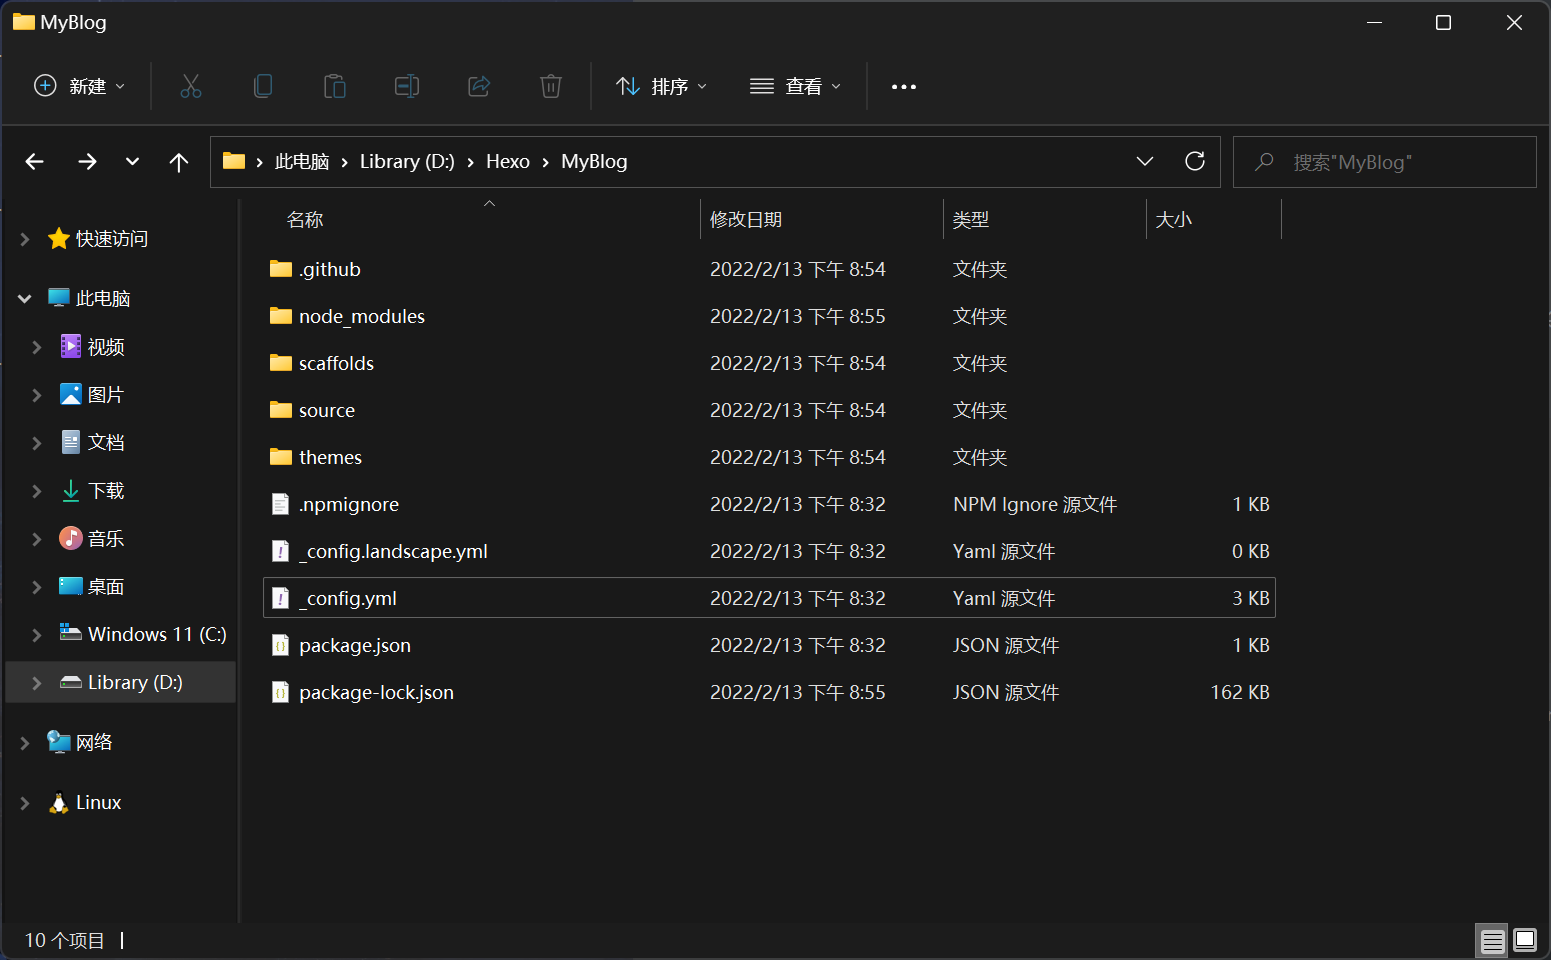 MyBlog
新建
排序
查看
此电脑 Library (D:) Hexo MyBlog
搜索"MyBlog"
快速访问
此电脑
视频
图片
文档
下载
音乐
桌面
Windows 11 (C:)
Library (D:)
网络
Linux
名称 修改日期 类型 大小
.github 2022/2/13 下午 8:54 文件夹
node_modules 2022/2/13 下午 8:55 文件夹
scaffolds 2022/2/13 下午 8:54 文件夹
source 2022/2/13 下午 8:54 文件夹
themes 2022/2/13 下午 8:54 文件夹
.npmignore 2022/2/13 下午 8:32 NPM Ignore 源文件 1 KB
_config.landscape.yml 2022/2/13 下午 8:32 Yaml 源文件 0 KB
_config.yml 2022/2/13 下午 8:32 Yaml 源文件 3 KB
package.json 2022/2/13 下午 8:32 JSON 源文件 1 KB
package-lock.json 2022/2/13 下午 8:55 JSON 源文件 162 KB
10 个项目